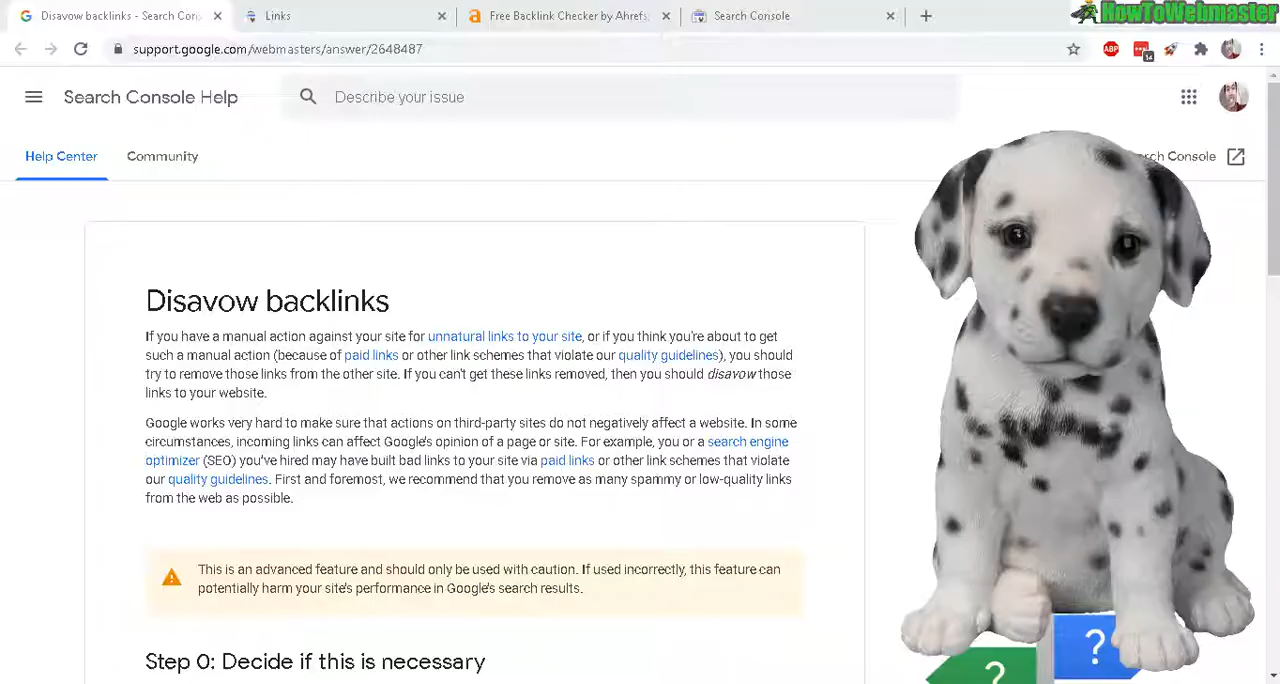 Disavow backlinks - Search Con
Links
Free Backlink Checker by Ahrefs
Search Console
HowToWebmaster
support.google.com/webmasters/answer/2648487
ABP
14
Search Console Help
Describe your issue
Help Center
Community
rch Console
Disavow backlinks
If you have a manual action against your site for unnatural links to your site, or if you think you're about to get
such a manual action (because of paid links or other link schemes that violate our quality guidelines), you should
try to remove those links from the other site. If you can't get these links removed, then you should disavow those
links to your website.
Google works very hard to make sure that actions on third-party sites do not negatively affect a website. In some
circumstances, incoming links can affect Google's opinion of a page or site. For example, you or a search engine
optimizer (SEO) you've hired may have built bad links to your site via paid links or other link schemes that violate
our quality guidelines. First and foremost, we recommend that you remove as many spammy or low-quality links
from the web as possible.
This is an advanced feature and should only be used with caution. If used incorrectly, this feature can
potentially harm your site's performance in Google's search results.
Step 0: Decide if this is necessary
?
?